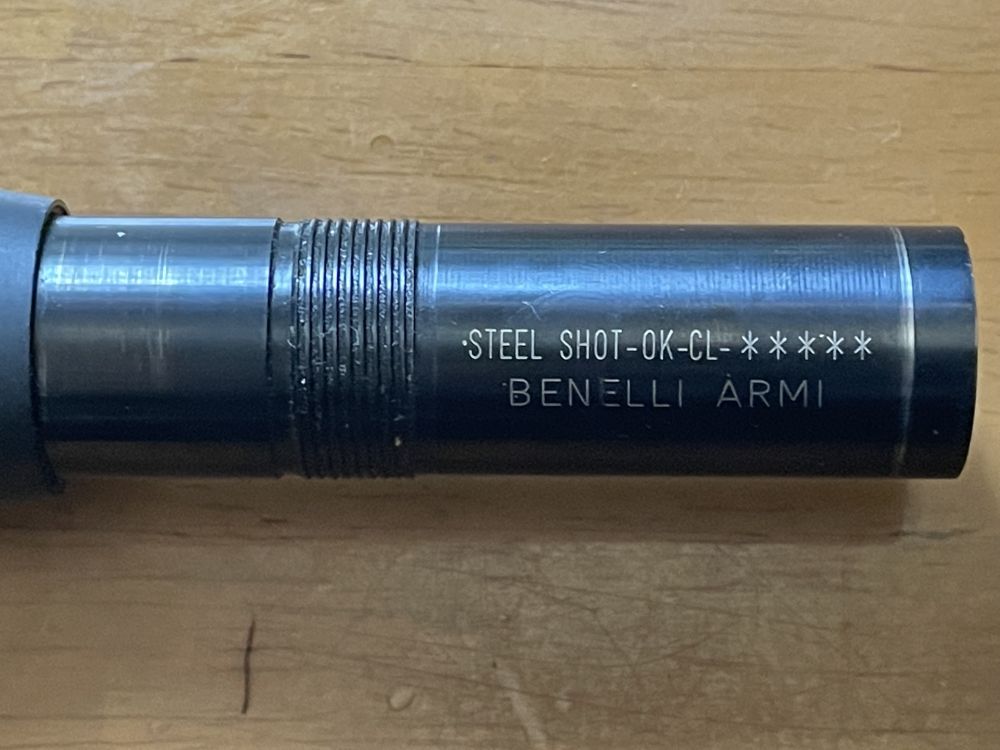 STEEL SHOT-OK-CL-*****
BENELLI ARMI